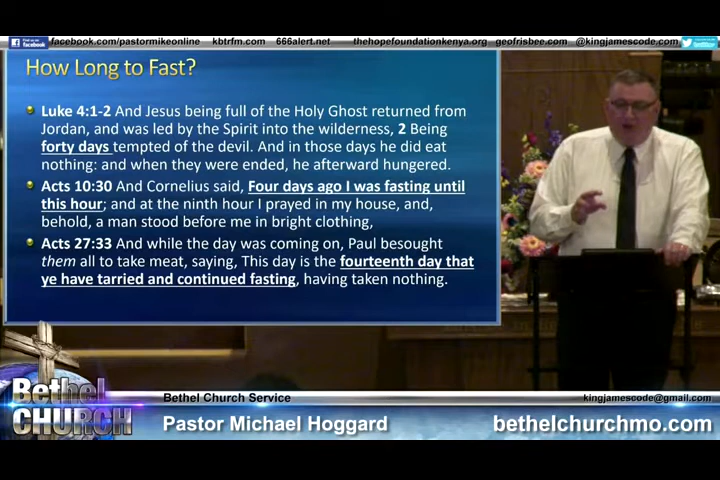 Find us on Facebook facebook.com/pastormikeonline kbtrfm.com 666alert.net thehopefoundationkenya.org geofrisbee.com @kingjamescode twitter
How Long to Fast?
Luke 4:1-2 And Jesus being full of the Holy Ghost returned from
Jordan, and was led by the Spirit into the wilderness, 2 Being
forty days tempted of the devil. And in those days he did eat
nothing: and when they were ended, he afterward hungered.
Acts 10:30 And Cornelius said, Four days ago I was fasting until
this hour; and at the ninth hour I prayed in my house, and,
behold, a man stood before me in bright clothing,
Acts 27:33 And while the day was coming on, Paul besought
them all to take meat, saying, This day is the fourteenth day that
ye have tarried and continued fasting, having taken nothing.
Bethel
CHURCH
Bethel Church Service kingjamescode@gmail.com
Pastor Michael Hoggard bethelchurchmo.com